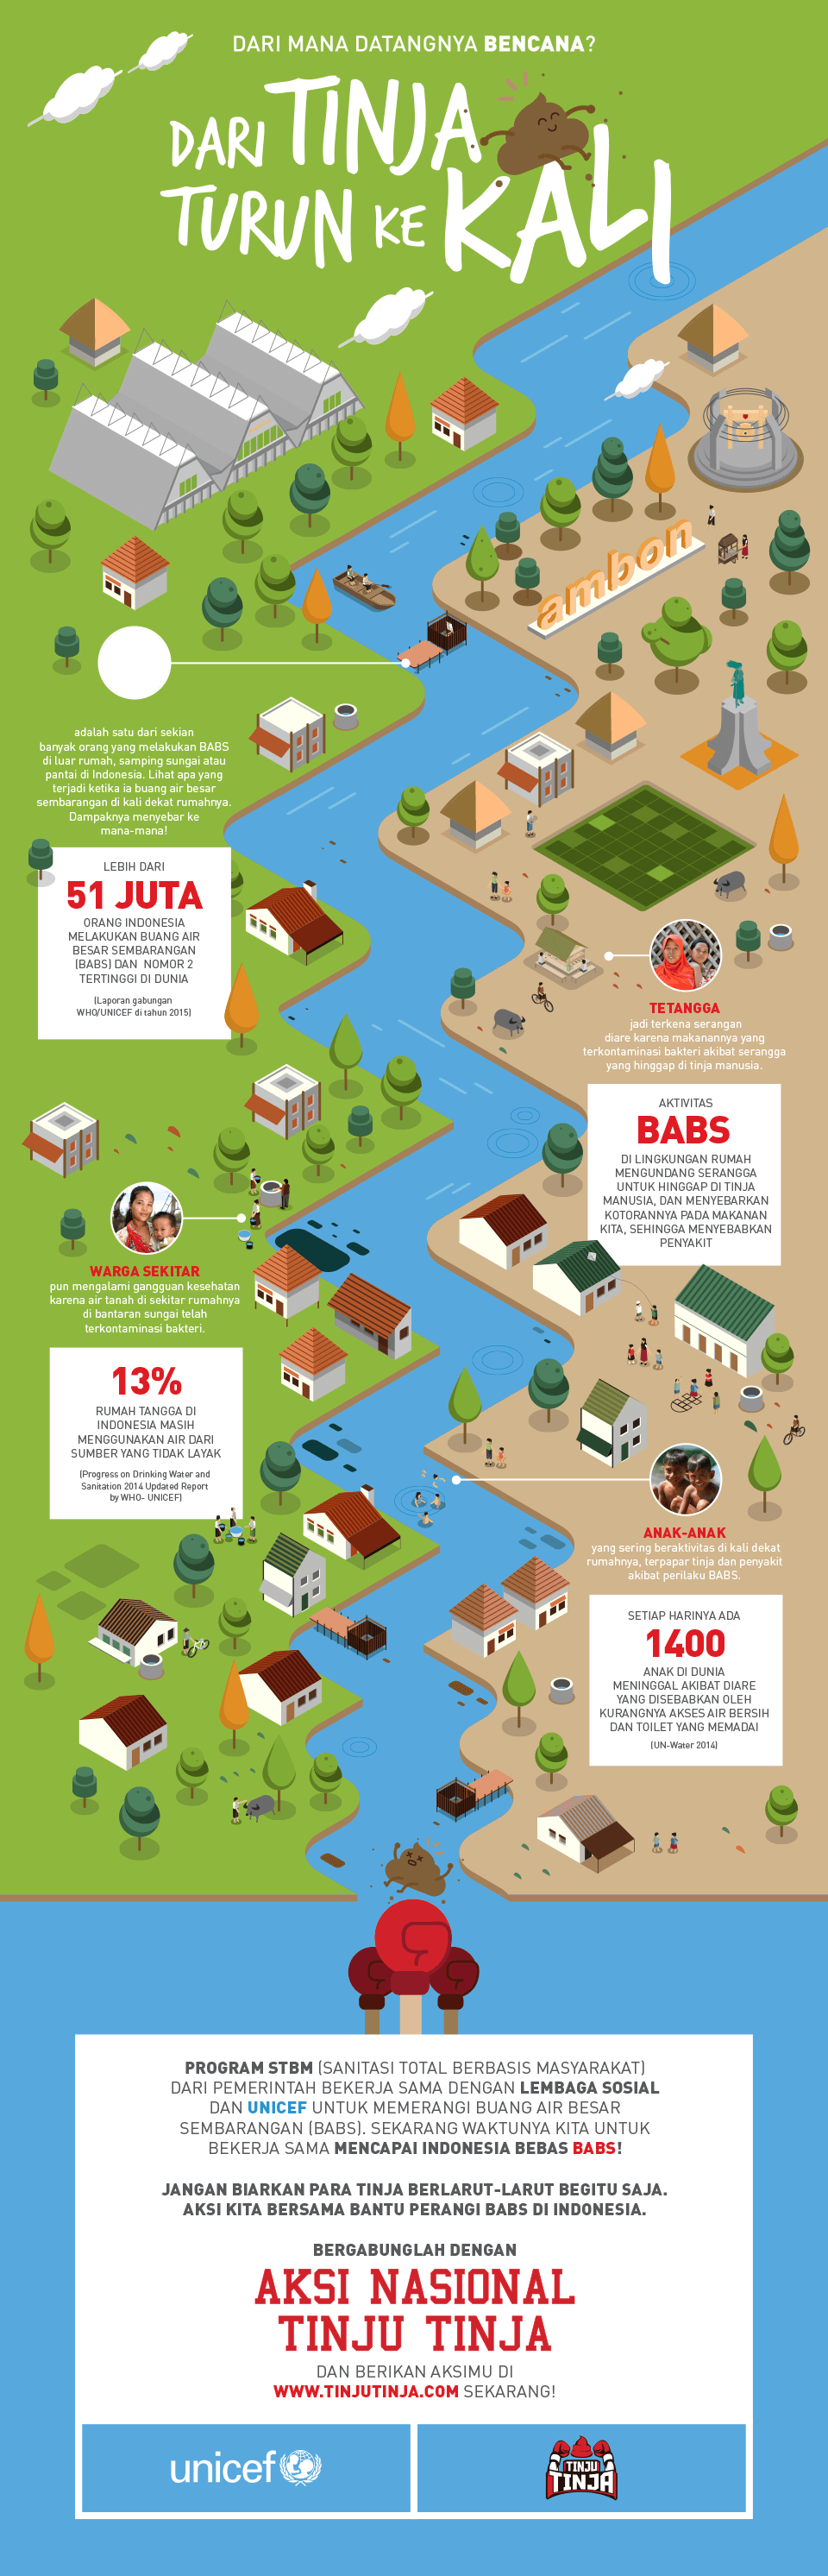 DARI MANA DATANGNYA BENCANA?
DARI TINJA
TURUN KE KALI
ambon
adalah satu dari sekian
banyak orang yang melakukan BABS
di luar rumah, samping sungai atau
pantai di Indonesia. Lihat apa yang
terjadi ketika ia buang air besar
sembarangan di kali dekat rumahnya.
Dampaknya menyebar ke
mana-mana!
LEBIH DARI
51 JUTA
ORANG INDONESIA
MELAKUKAN BUANG AIR
BESAR SEMBARANGAN
(BABS) DAN NOMOR 2
TERTINGGI DI DUNIA
(Laporan gabungan
WHO/UNICEF di tahun 2015)
TETANGGA
jadi terkena serangan
diare karena makanannya yang
terkontaminasi bakteri akibat serangga
yang hinggap di tinja manusia.
AKTIVITAS
BABS
DI LINGKUNGAN RUMAH
MENGUNDANG SERANGGA
UNTUK HINGGAP DI TINJA
MANUSIA, DAN MENYEBARKAN
KOTORANNYA PADA MAKANAN
KITA, SEHINGGA MENYEBABKAN
PENYAKIT
WARGA SEKITAR
pun mengalami gangguan kesehatan
karena air tanah di sekitar rumahnya
di bantaran sungai telah
terkontaminasi bakteri.
13%
RUMAH TANGGA DI
INDONESIA MASIH
MENGGUNAKAN AIR DARI
SUMBER YANG TIDAK LAYAK
(Progress on Drinking Water and
Sanitation 2014 Updated Report
by WHO- UNICEF)
ANAK-ANAK
yang sering beraktivitas di kali dekat
rumahnya, terpapar tinja dan penyakit
akibat perilaku BABS.
SETIAP HARINYA ADA
1400
ANAK DI DUNIA
MENINGGAL AKIBAT DIARE
YANG DISEBABKAN OLEH
KURANGNYA AKSES AIR BERSIH
DAN TOILET YANG MEMADAI
(UN-Water 2014)
PROGRAM STBM (SANITASI TOTAL BERBASIS MASYARAKAT)
DARI PEMERINTAH BEKERJA SAMA DENGAN LEMBAGA SOSIAL
DAN UNICEF UNTUK MEMERANGI BUANG AIR BESAR
SEMBARANGAN (BABS). SEKARANG WAKTUNYA KITA UNTUK
BEKERJA SAMA MENCAPAI INDONESIA BEBAS BABS!
JANGAN BIARKAN PARA TINJA BERLARUT-LARUT BEGITU SAJA.
AKSI KITA BERSAMA BANTU PERANGI BABS DI INDONESIA.
BERGABUNGLAH DENGAN
AKSI NASIONAL
TINJU TINJA
DAN BERIKAN AKSIMU DI
WWW.TINJUTINJA.COM SEKARANG!
unicef
TINJU
TINJA